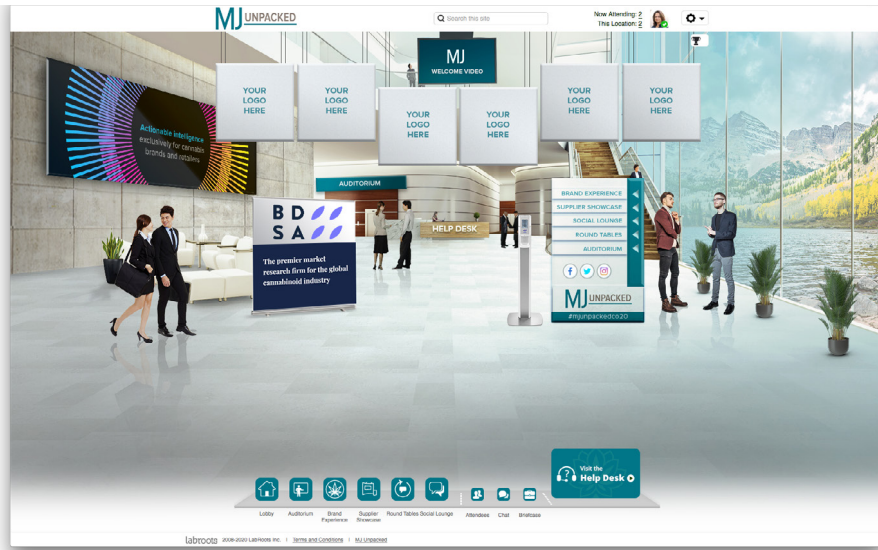 MJ UNPACKED
Search this site
Now Attending: 2
This Location: 2
MJ
WELCOME VIDEO
YOUR
LOGO
HERE
YOUR
LOGO
HERE
YOUR
LOGO
HERE
YOUR
LOGO
HERE
YOUR
LOGO
HERE
YOUR
LOGO
HERE
Actionable intelligence
exclusively for cannabis
brands and retailers
AUDITORIUM
BD
SA
The premier market
research firm for the global
cannabinoid industry
HELP DESK
BRAND EXPERIENCE
SUPPLIER SHOWCASE
SOCIAL LOUNGE
ROUND TABLES
AUDITORIUM
MJ UNPACKED
#mjunpackedco20
Visit the
Help Desk
Lobby
Auditorium
Brand
Experience
Supplier
Showcase
Round Tables
Social Lounge
Attendees
Chat
Briefcase
labroots 2008-2020 LabRoots Inc. | Terms and Conditions | MJ Unpacked